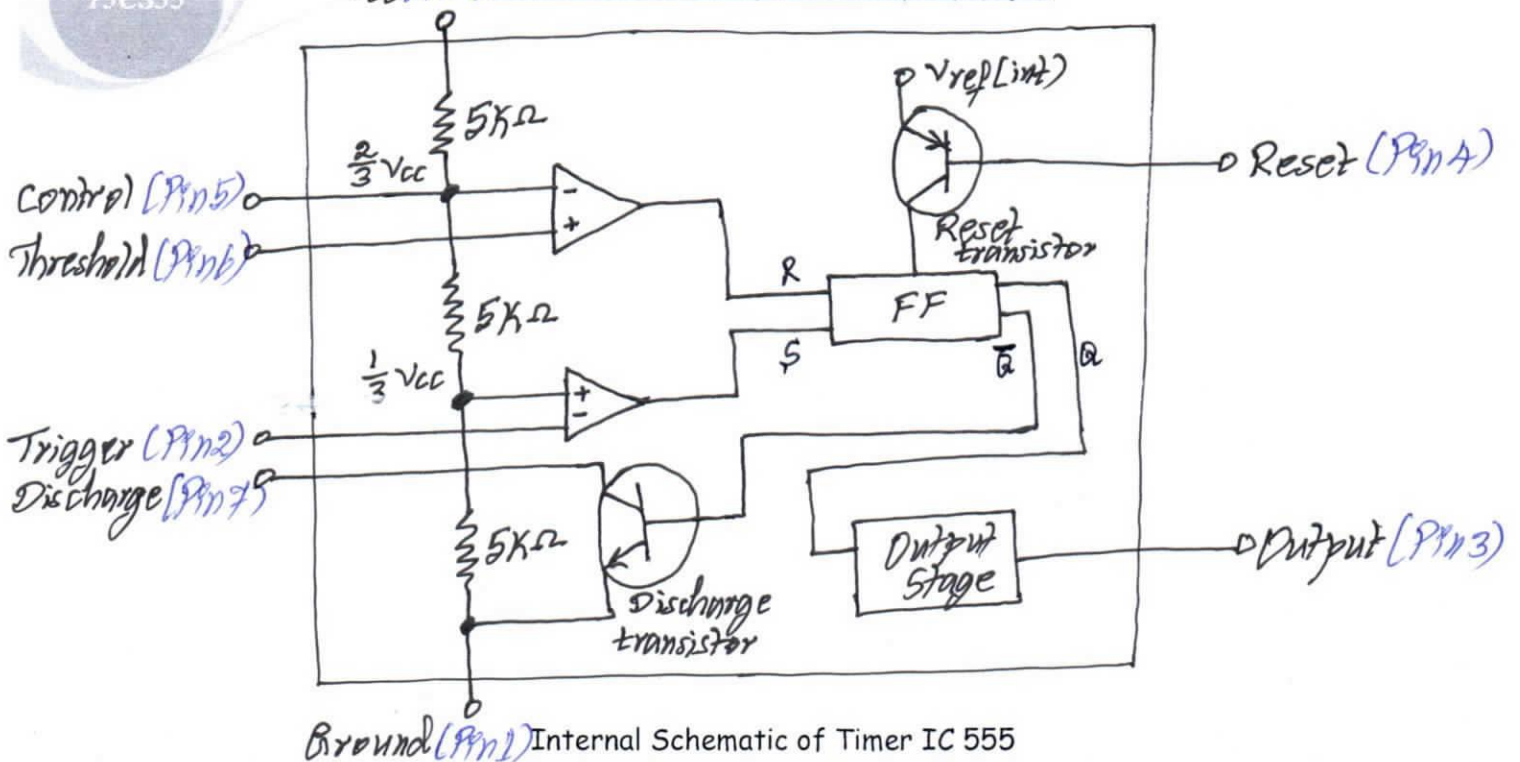 5KΩ
Vref(int)
2/3 Vcc
Reset (Pin4)
Control (Pin5)
Threshold (Pin6)
Reset transistor
R
FF
5KΩ
S
Q̅
Q
1/3 Vcc
Trigger (Pin2)
Discharge (Pin7)
5KΩ
Output Stage
Output (Pin3)
Discharge transistor
Ground (Pin1) Internal Schematic of Timer IC 555